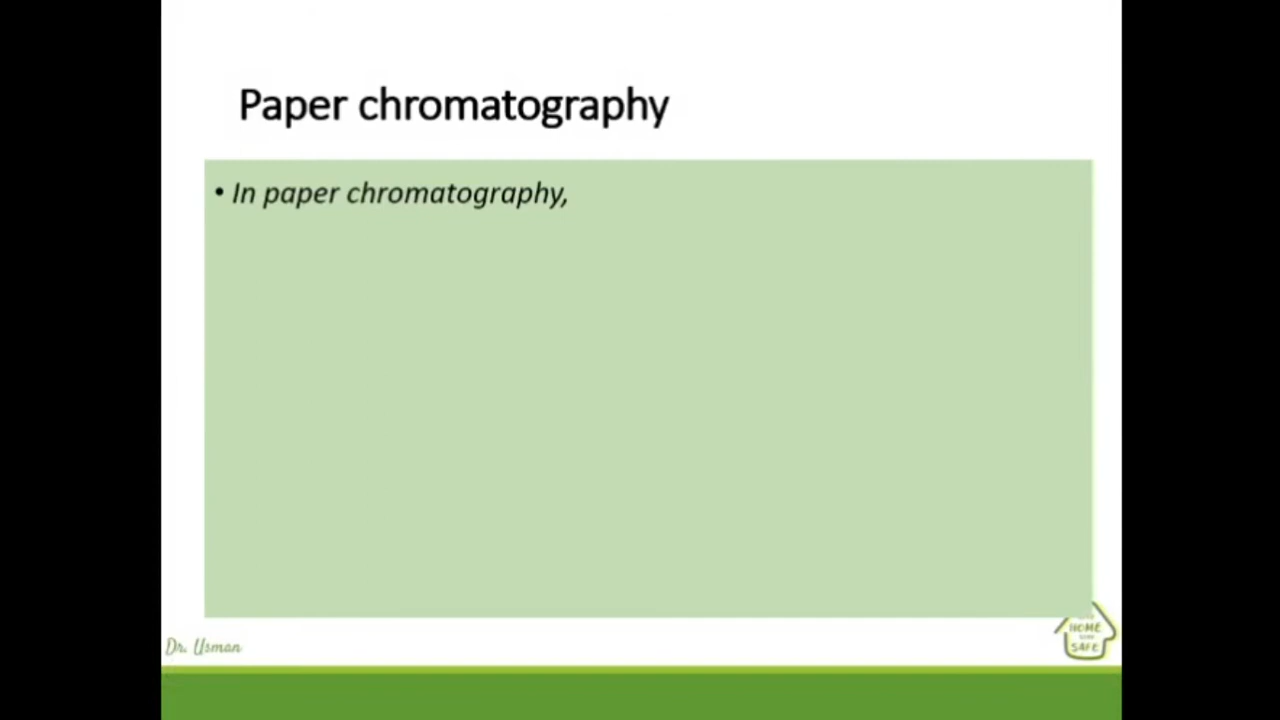 Paper chromatography
• In paper chromatography,
Dr. Usman
HOME
SAFE